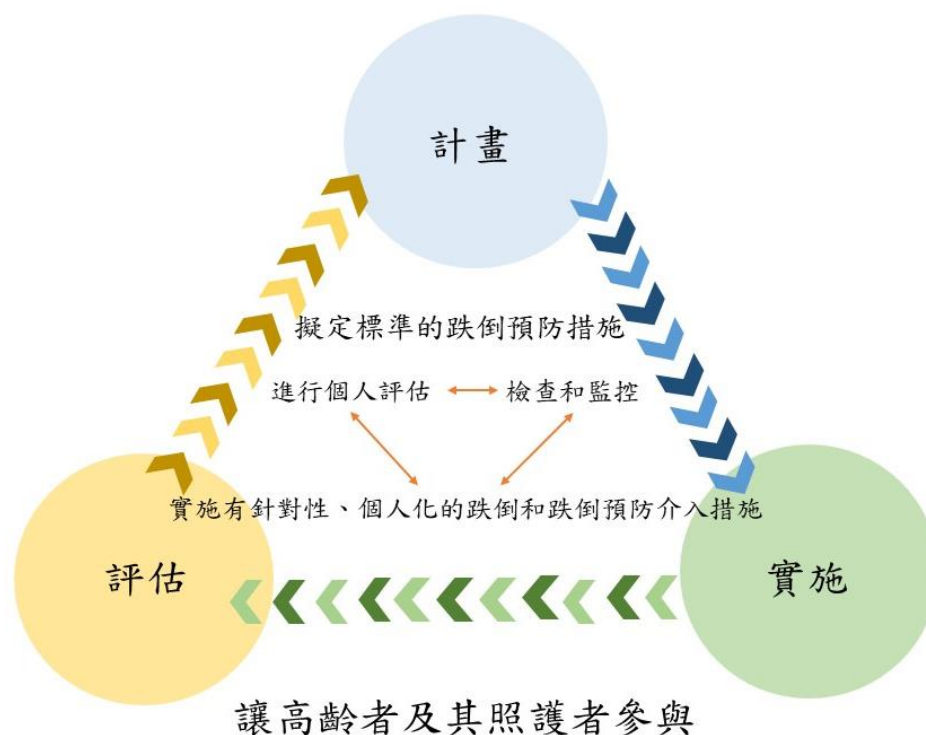 計畫
擬定標準的跌倒預防措施
進行個人評估
檢查和監控
實施有針對性、個人化的跌倒和跌倒預防介入措施
評估
實施
讓高齡者及其照護者參與